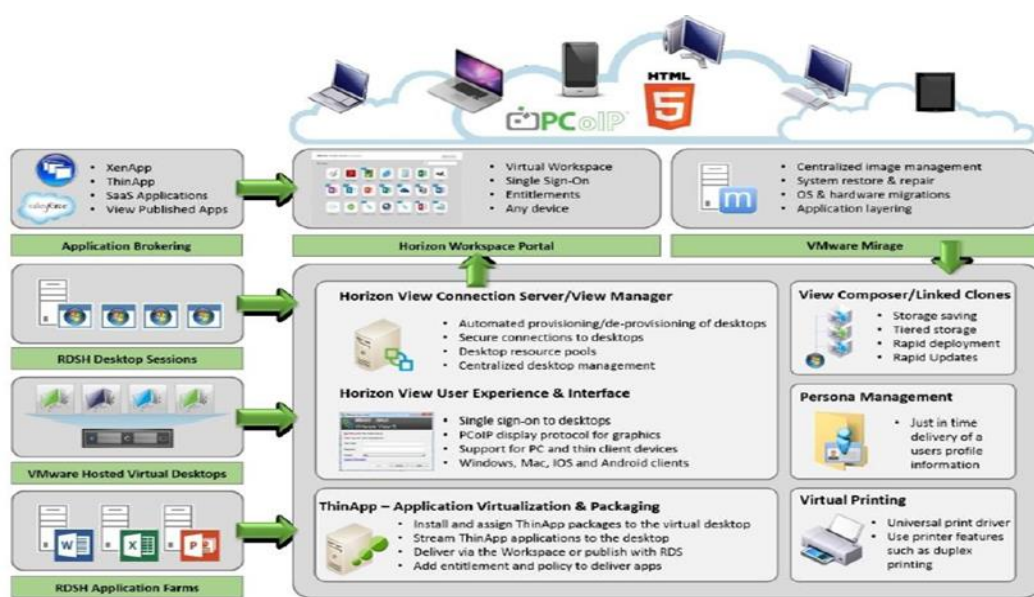 HTML
5
PCoIP
XenApp
ThinApp
SaaS Applications
View Published Apps
Application Brokering
Virtual Workspace
Single Sign-On
Entitlements
Any device
Horizon Workspace Portal
m
Centralized image management
System restore & repair
OS & hardware migrations
Application layering
VMware Mirage
RDSH Desktop Sessions
VMware Hosted Virtual Desktops
W
X
P
RDSH Application Farms
Horizon View Connection Server/View Manager
Automated provisioning/de-provisioning of desktops
Secure connections to desktops
Desktop resource pools
Centralized desktop management
Horizon View User Experience & Interface
Single sign-on to desktops
PCoIP display protocol for graphics
Support for PC and thin client devices
Windows, Mac, IOS and Android clients
ThinApp – Application Virtualization & Packaging
Install and assign ThinApp packages to the virtual desktop
Stream ThinApp applications to the desktop
Deliver via the Workspace or publish with RDS
Add entitlement and policy to deliver apps
View Composer/Linked Clones
Storage saving
Tiered storage
Rapid deployment
Rapid Updates
Persona Management
Just in time
delivery of a
users profile
information
Virtual Printing
Universal print driver
Use printer features
such as duplex
printing